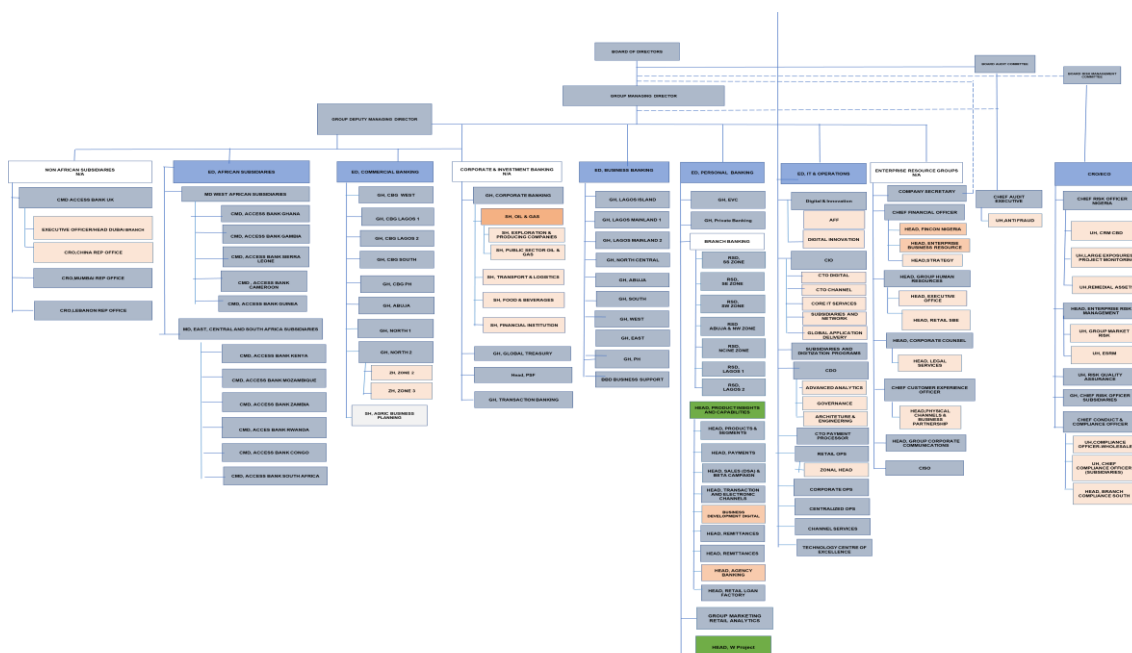 BOARD OF DIRECTORS
BOARD AUDIT COMMITTEE
BOARD RISK MANAGEMENT
COMMITTEE
GROUP MANAGING DIRECTOR
GROUP DEPUTY MANAGING DIRECTOR
NON AFRICAN SUBSIDIARIES
N/A
CMD ACCESS BANK UK
EXECUTIVE OFFICER/HEAD DUBAI BRANCH
CRO,CHINA REP OFFICE
CRO,MUMBAI REP OFFICE
CRO,LEBANON REP OFFICE
ED, AFRICAN SUBSIDIARIES
MD WEST AFRICAN SUBSIDIARIES
CMD, ACCESS BANK GHANA
CMD, ACCESS BANK GAMBIA
CMD, ACCESS BANK SIERRA
LEONE
CMD, ACCESS BANK
CAMEROON
CMD, ACCESS BANK GUINEA
MD, EAST, CENTRAL AND SOUTH AFRICA SUBSIDIARIES
CMD, ACCESS BANK KENYA
CMD, ACCESS BANK MOZAMBIQUE
CMD, ACCESS BANK ZAMBIA
CMD, ACCESS BANK RWANDA
CMD, ACCESS BANK CONGO
CMD, ACCESS BANK SOUTH AFRICA
ED, COMMERCIAL BANKING
GH, CBG WEST
GH, CBG LAGOS 1
GH, CBG LAGOS 2
GH, CBG SOUTH
GH, CBG PH
GH, ABUJA
GH, NORTH 1
GH, NORTH 2
ZH, ZONE 2
ZH, ZONE 3
SH, AGRIC BUSINESS
PLANNING
CORPORATE & INVESTMENT BANKING
N/A
GH, CORPORATE BANKING
SH, OIL & GAS
SH, EXPLORATION &
PRODUCING COMPANIES
SH, PUBLIC SECTOR OIL &
GAS
SH, TRANSPORT & LOGISTICS
SH, FOOD & BEVERAGES
SH, FINANCIAL INSTITUTION
GH, GLOBAL TREASURY
GH, TRANSACTION BANKING
ED, BUSINESS BANKING
GH, LAGOS ISLAND
GH, LAGOS MAINLAND 1
GH, LAGOS MAINLAND 2
GH, NORTH CENTRAL
GH, ABUJA
GH, SOUTH
GH, WEST
GH, EAST
GH, PH
BBD BUSINESS SUPPORT
ED, PERSONAL BANKING
GH, EVC
GH, Private Banking
BRANCH BANKING
RSD,
SS ZONE
RSD,
SE ZONE
RSD,
SW ZONE
RSD
ABUJA & NW ZONE
RSD,
NC/NE ZONE
RSD,
LAGOS 1
RSD,
LAGOS 2
HEAD, PRODUCT/INSIGHTS
AND CAPABILITES
HEAD, PRODUCTS &
SEGMENTS
HEAD, PAYMENTS
HEAD, SALES (DSA) &
BETA CAMPAIGN
HEAD, TRANSACTION
AND ELECTRONIC
CHANNELS
BUSINESS
DEVELOPMENT DIGITAL
HEAD, REMITTANCES
HEAD, REMITTANCES
HEAD, AGENCY
BANKING
HEAD, RETAIL LOAN
FACTORY
GROUP MARKETING
RETAIL ANALYTICS
HEAD, W Project
ED, IT & OPERATIONS
Digital & Innovation
AFF
DIGITAL INNOVATION
CIO
CTO DIGITAL
CTO CHANNEL
CORE IT SERVICES
SUBSIDIARIES AND
NETWORK
GLOBAL APPLICATION
DELIVERY
SUBSIDIARIES AND
DIGITIZATION PROGRAMS
CDO
ADVANCED ANALYTICS
GOVERNANCE
ARCHITECTURE &
ENGINEERING
CTO PAYMENT
PROCESSOR
RETAIL OPS
ZONAL HEAD
CORPORATE OPS
CENTRALIZED OPS
CHANNEL SERVICES
TECHNOLOGY CENTRE OF
EXCELLENCE
ENTERPRISE RESOURCE GROUPS
N/A
COMPANY SECRETARY
CHIEF FINANCIAL OFFICER
HEAD, FINCON NIGERIA
HEAD, ENTERPRISE
BUSINESS RESOURCE
HEAD,STRATEGY
HEAD, GROUP HUMAN
RESOURCES
HEAD, EXECUTIVE
OFFICE
HEAD, RETAIL SBE
HEAD, CORPORATE COUNSEL
HEAD, LEGAL
SERVICES
CHIEF CUSTOMER EXPERIENCE
OFFICER
HEAD,PHYSICAL
CHANNELS &
BUSINESS
PARTNERSHIP
HEAD, GROUP CORPORATE
COMMUNICATIONS
CISO
CHIEF AUDIT
EXECUTIVE
UH,ANTI FRAUD
CHIEF RISK OFFICER
NIGERIA
UH, CRM CBD
UH,LARGE EXPOSURES
PROJECT MONITORING
UH,REMEDIAL ASSETS
HEAD, ENTERPRISE RISK
MANAGEMENT
UH, GROUP MARKET
RISK
UH, ESRM
UH, RISK QUALITY
ASSURANCE
GH, CHIEF RISK OFFICER
SUBSIDIARIES
CHIEF CONDUCT &
COMPLIANCE OFFICER
UH,COMPLIANCE
OFFICER-WHOLESALE
UH, CHIEF
COMPLIANCE OFFICER
(SUBSIDIARIES)
HEAD, BRANCH
COMPLIANCE SOUTH